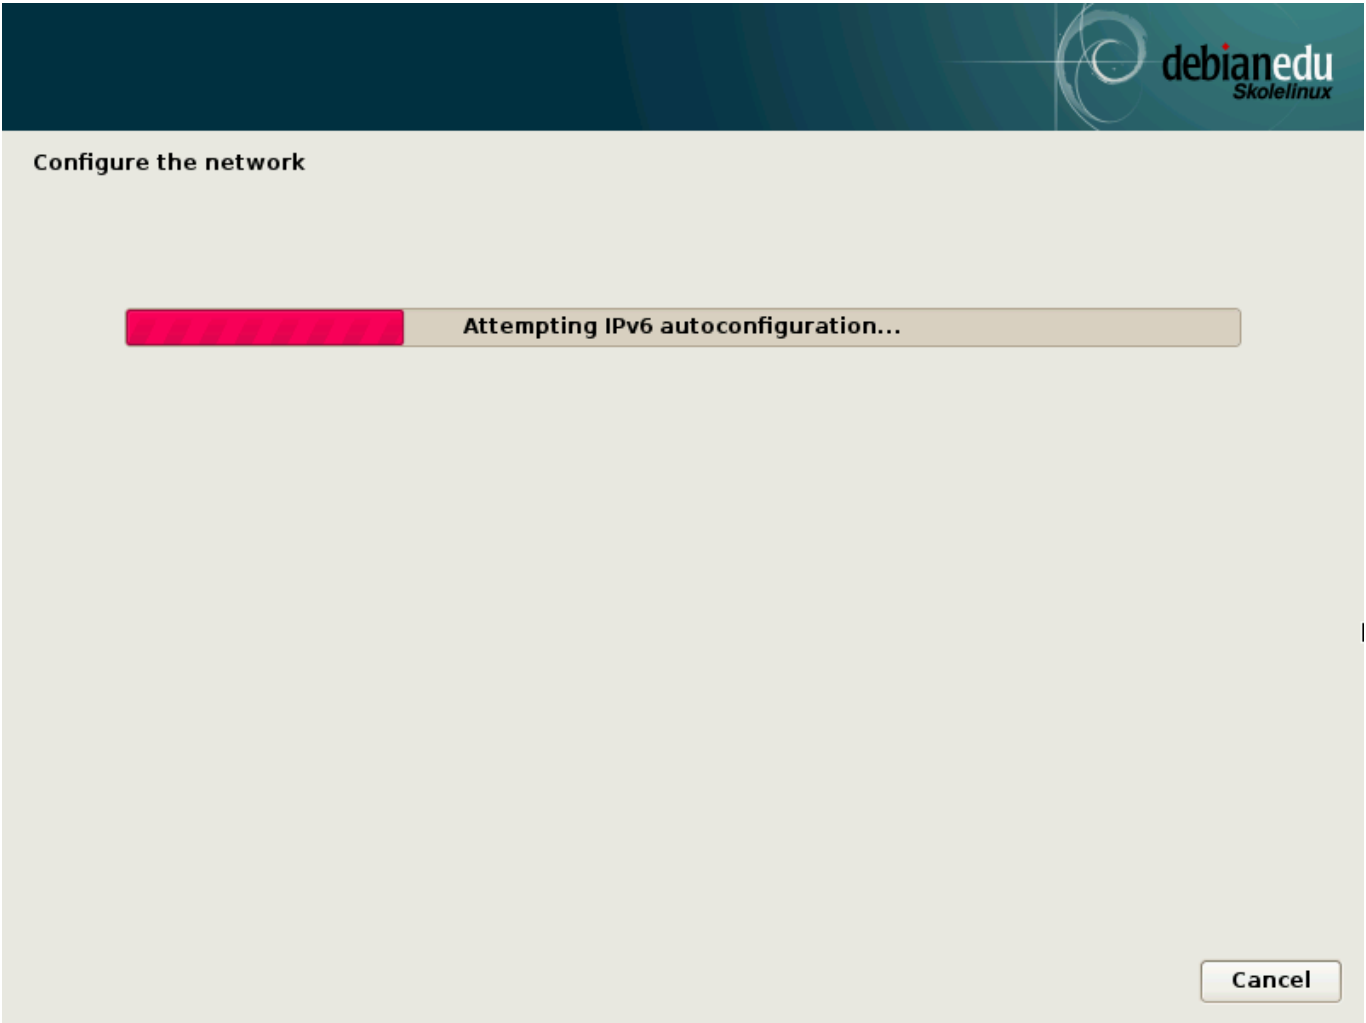 debianedu
Skolelinux
Configure the network
Attempting IPv6 autoconfiguration...
Cancel